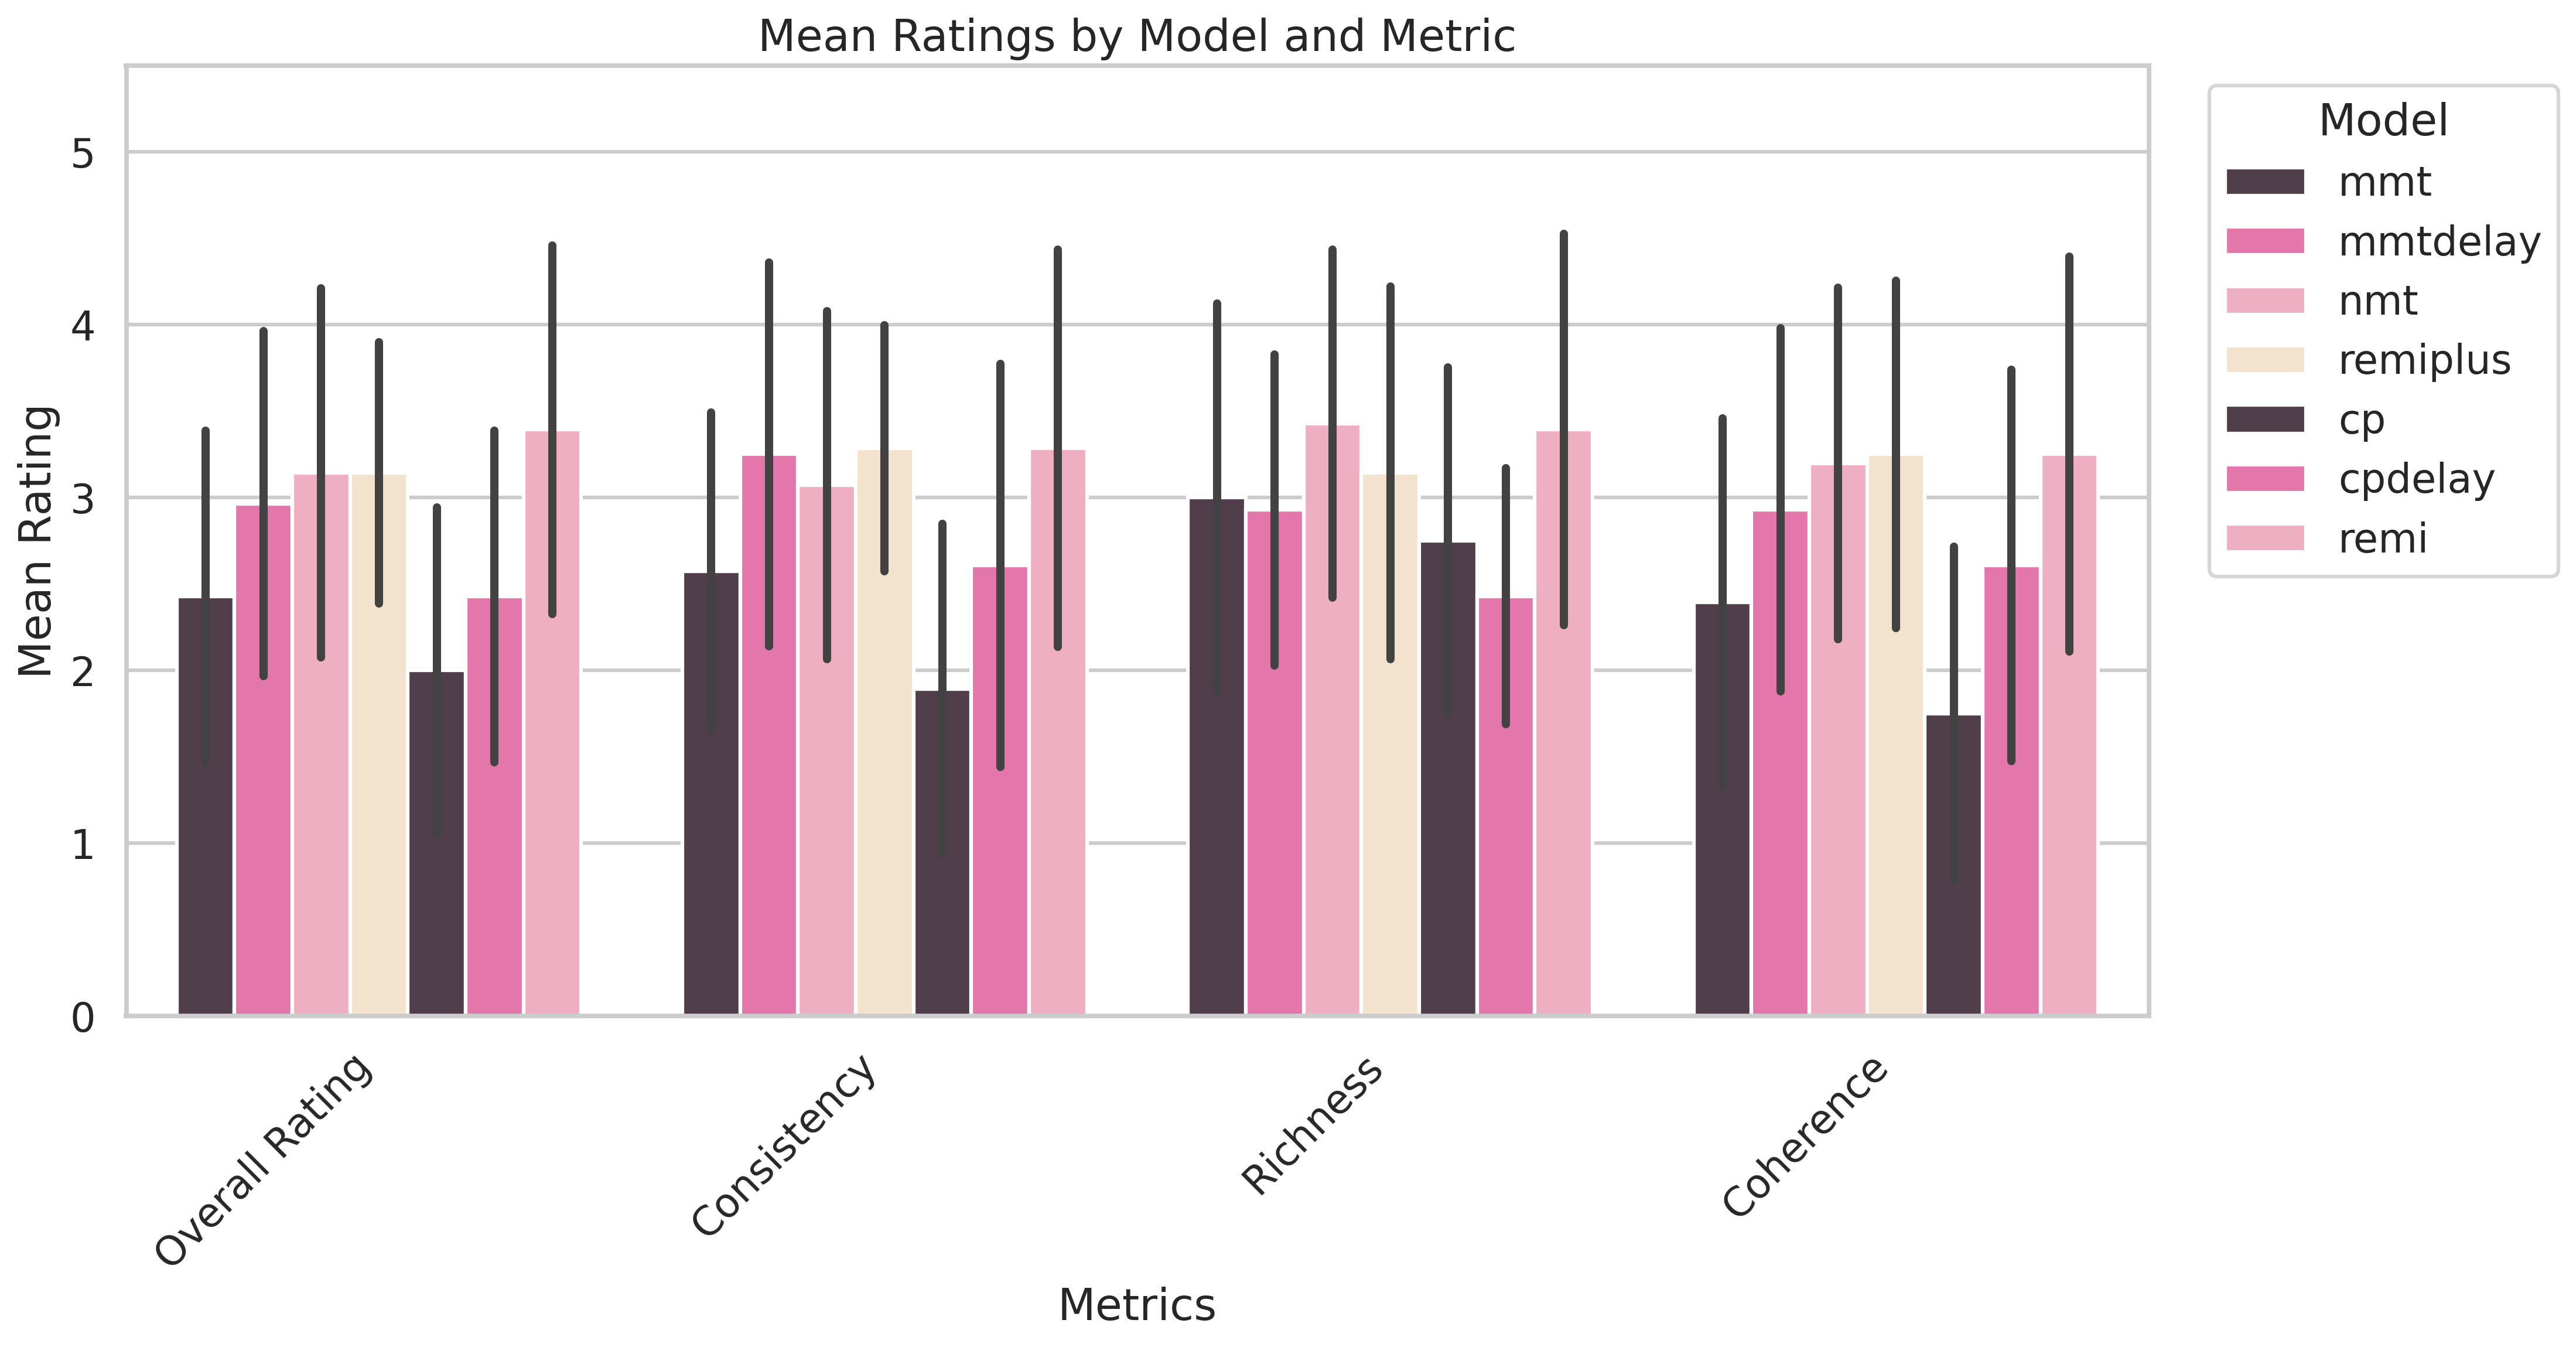 Mean Ratings by Model and Metric
Mean Rating
5
4
3
2
1
0
Overall Rating
Consistency
Richness
Coherence
Metrics
Model
mmt
mmtdelay
nmt
remiplus
cp
cpdelay
remi